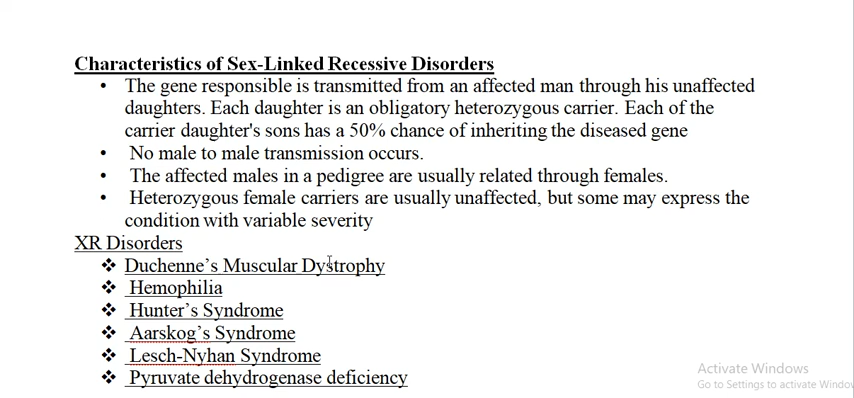 Characteristics of Sex-Linked Recessive Disorders
• The gene responsible is transmitted from an affected man through his unaffected
daughters. Each daughter is an obligatory heterozygous carrier. Each of the
carrier daughter's sons has a 50% chance of inheriting the diseased gene
• No male to male transmission occurs.
• The affected males in a pedigree are usually related through females.
• Heterozygous female carriers are usually unaffected, but some may express the
condition with variable severity
XR Disorders
❖ Duchenne’s Muscular Dystrophy
❖ Hemophilia
❖ Hunter’s Syndrome
❖ Aarskog’s Syndrome
❖ Lesch-Nyhan Syndrome
❖ Pyruvate dehydrogenase deficiency
Activate Windows
Go to Settings to activate Windows